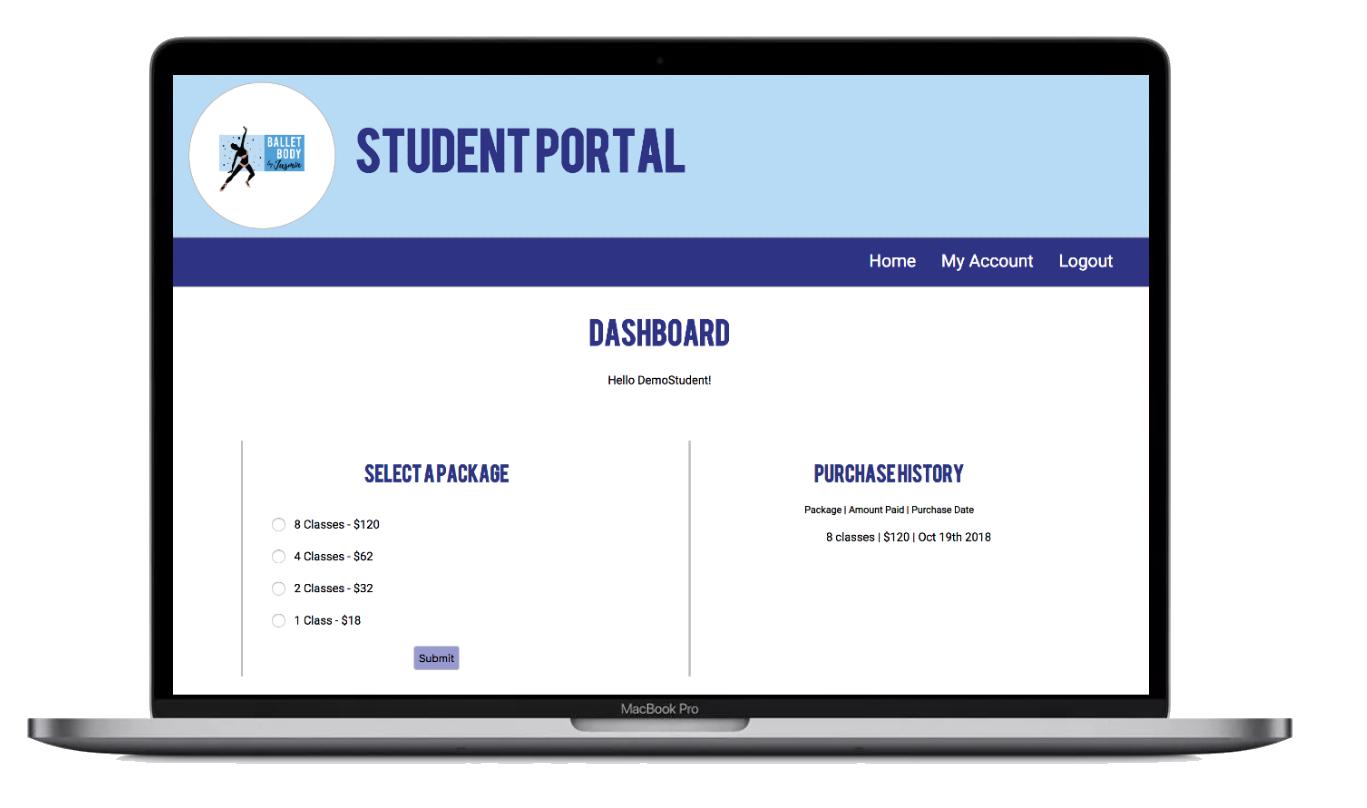 BALLET
BODY
by Jasmin
STUDENT PORTAL
Home My Account Logout
DASHBOARD
Hello DemoStudent!
SELECT A PACKAGE
8 Classes - $120
4 Classes - $62
2 Classes - $32
1 Class - $18
Submit
PURCHASE HISTORY
Package | Amount Paid | Purchase Date
8 classes | $120 | Oct 19th 2018
MacBook Pro